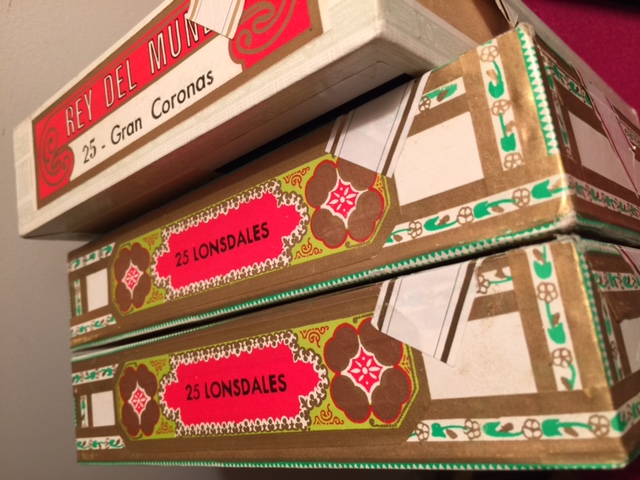 REY DEL MUN
25 - Gran Coronas
25 LONSDALES
25 LONSDALES